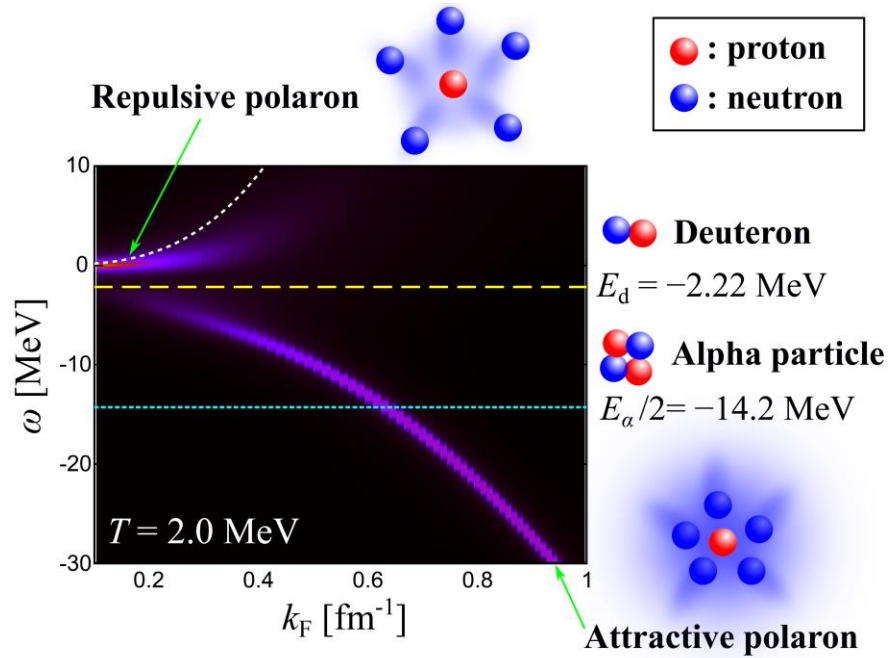 : proton
: neutron
Repulsive polaron
10
0
-10
-20
-30
ω [MeV]
T = 2.0 MeV
0.2
0.4
0.6
0.8
1
k_F [fm⁻¹]
Deuteron
E_d = −2.22 MeV
Alpha particle
E_α/2= −14.2 MeV
Attractive polaron